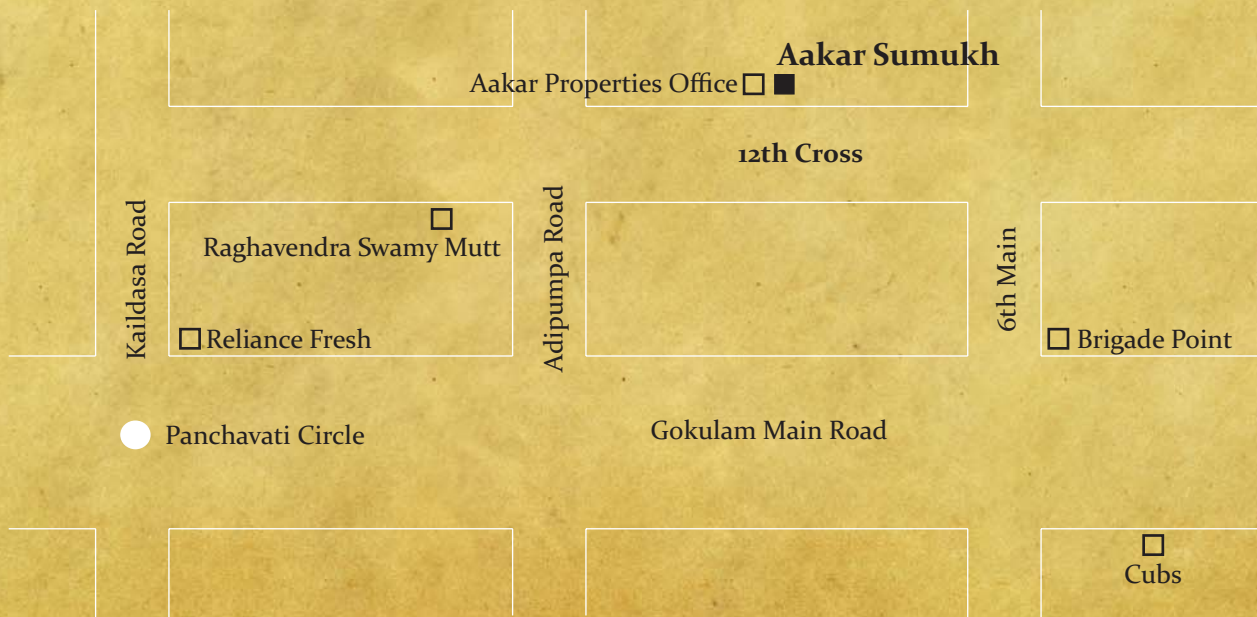 Aakar Sumukh
Aakar Properties Office
12th Cross
Kaildasa Road
Raghavendra Swamy Mutt
Adipumpa Road
6th Main
Reliance Fresh
Brigade Point
Panchavati Circle
Gokulam Main Road
Cubs